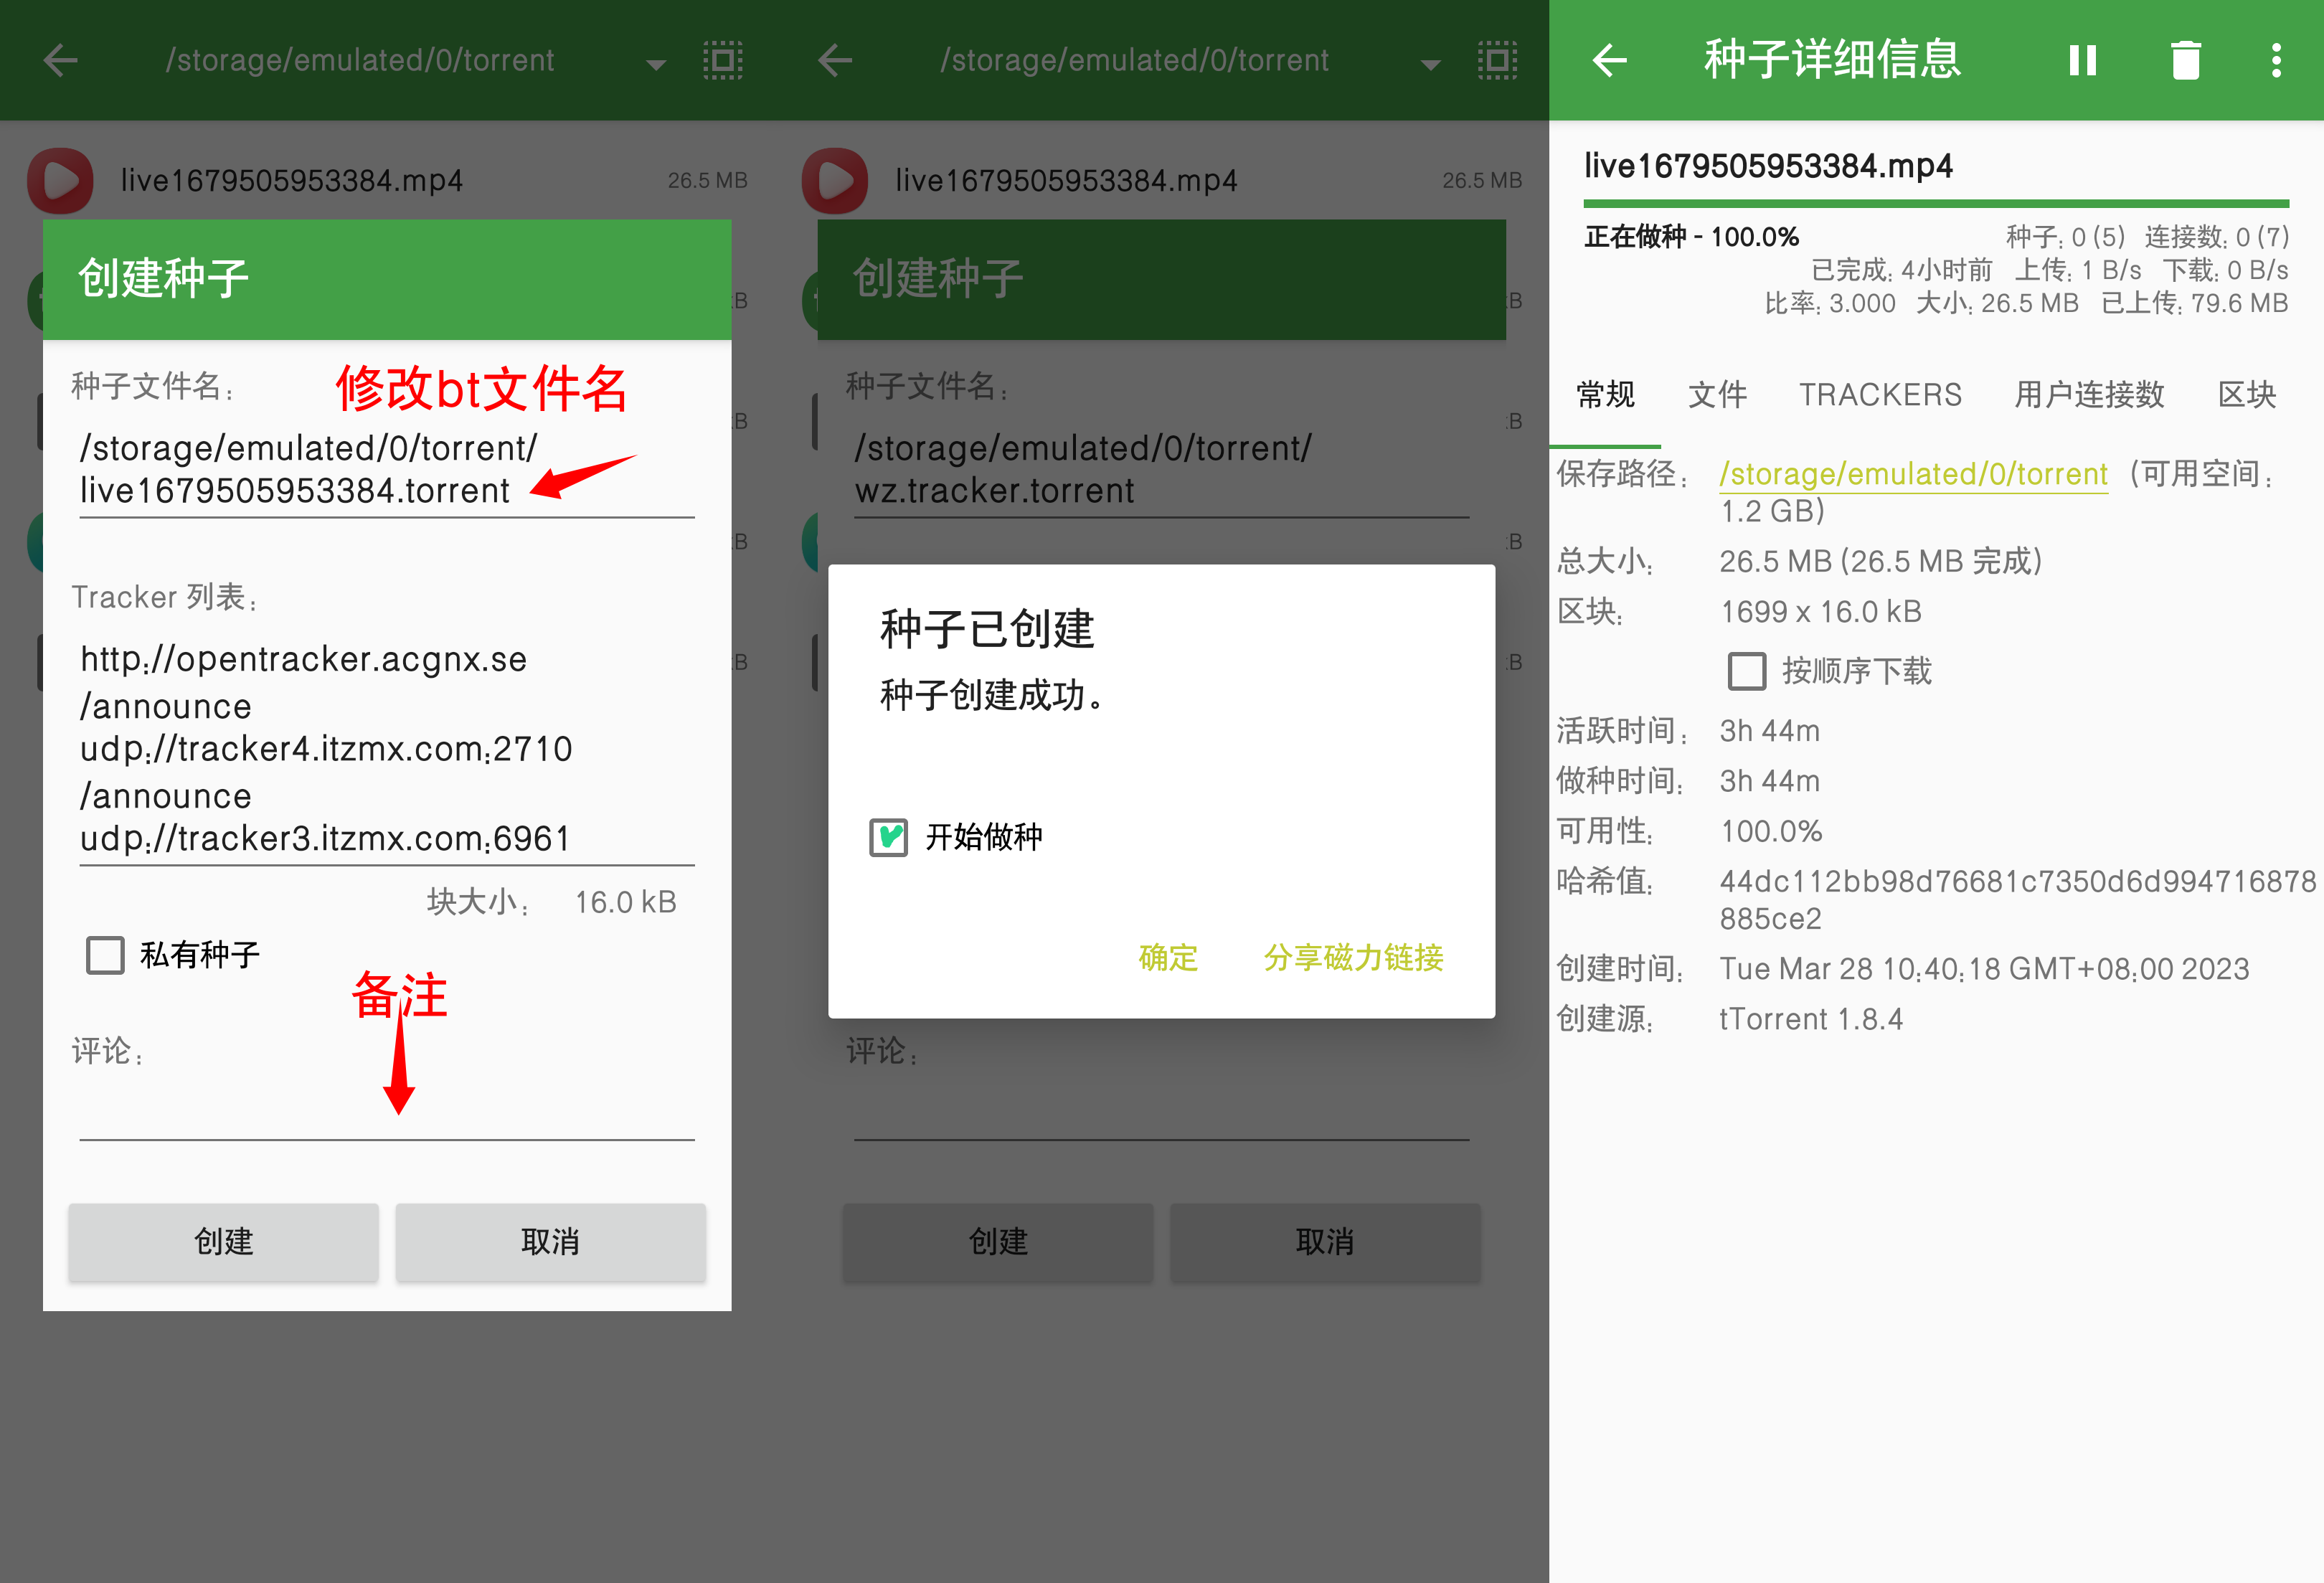 /storage/emulated/0/torrent
live1679505953384.mp4
26.5 MB
创建种子
种子文件名：
修改bt文件名
/storage/emulated/0/torrent/
live1679505953384.torrent
Tracker 列表：
http://opentracker.acgnx.se
/announce
udp://tracker4.itzmx.com:2710
/announce
udp://tracker3.itzmx.com:6961
块大小：
16.0 kB
私有种子
备注
评论：
创建
取消
/storage/emulated/0/torrent
live1679505953384.mp4
26.5 MB
创建种子
种子文件名：
/storage/emulated/0/torrent/
wz.tracker.torrent
种子已创建
种子创建成功。
开始做种
确定
分享磁力链接
评论：
创建
取消
种子详细信息
live1679505953384.mp4
正在做种 - 100.0%
种子: 0 (5) 连接数: 0 (7)
已完成: 4小时前 上传: 1 B/s 下载: 0 B/s
比率: 3.000 大小: 26.5 MB 已上传: 79.6 MB
常规 文件 TRACKERS 用户连接数 区块
保存路径： /storage/emulated/0/torrent (可用空间：
1.2 GB)
总大小: 26.5 MB (26.5 MB 完成)
区块: 1699 x 16.0 kB
按顺序下载
活跃时间： 3h 44m
做种时间: 3h 44m
可用性: 100.0%
哈希值: 44dc112bb98d76681c7350d6d994716878
885ce2
创建时间: Tue Mar 28 10:40:18 GMT+08:00 2023
创建源: tTorrent 1.8.4